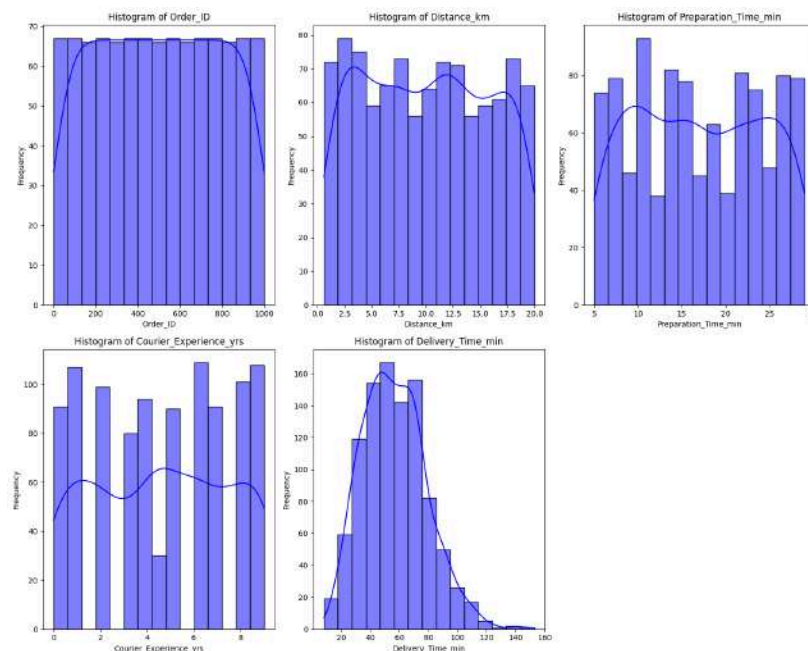 Histogram of Order_ID
Frequency
70
60
50
40
30
20
10
0
0 200 400 600 800 1000
Order_ID
Histogram of Distance_km
Frequency
80
70
60
50
40
30
20
10
0
0.0 2.5 5.0 7.5 10.0 12.5 15.0 17.5 20.0
Distance_km
Histogram of Preparation_Time_min
Frequency
80
60
40
20
0
5 10 15 20 25
Preparation_Time_min
Histogram of Courier_Experience_yrs
Frequency
100
80
60
40
20
0
0 2 4 6 8
Courier_Experience_yrs
Histogram of Delivery_Time_min
Frequency
160
140
120
100
80
60
40
20
0
20 40 60 80 100 120 140 160
Delivery_Time_min